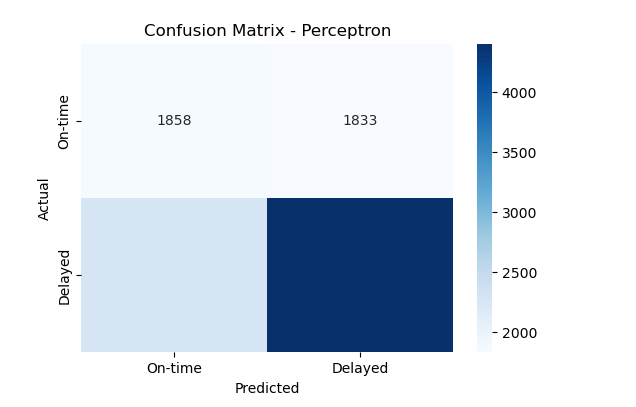 Confusion Matrix - Perceptron
On-time
1858
1833
4000
3500
Actual
3000
Delayed
2500
2000
On-time
Delayed
Predicted